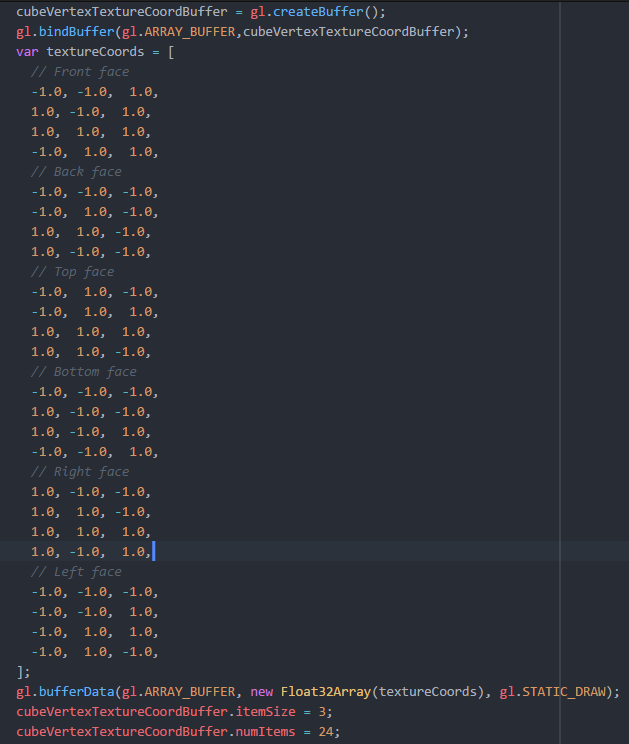 cubeVertexTextureCoordBuffer = gl.createBuffer();
gl.bindBuffer(gl.ARRAY_BUFFER,cubeVertexTextureCoordBuffer);
var textureCoords = [
  // Front face
  -1.0, -1.0,  1.0,
  1.0, -1.0,  1.0,
  1.0,  1.0,  1.0,
  -1.0,  1.0,  1.0,
  // Back face
  -1.0, -1.0, -1.0,
  -1.0,  1.0, -1.0,
  1.0,  1.0, -1.0,
  1.0, -1.0, -1.0,
  // Top face
  -1.0,  1.0, -1.0,
  -1.0,  1.0,  1.0,
  1.0,  1.0,  1.0,
  1.0,  1.0, -1.0,
  // Bottom face
  -1.0, -1.0, -1.0,
  1.0, -1.0, -1.0,
  1.0, -1.0,  1.0,
  -1.0, -1.0,  1.0,
  // Right face
  1.0, -1.0, -1.0,
  1.0,  1.0, -1.0,
  1.0,  1.0,  1.0,
  1.0, -1.0,  1.0,
  // Left face
  -1.0, -1.0, -1.0,
  -1.0, -1.0,  1.0,
  -1.0,  1.0,  1.0,
  -1.0,  1.0, -1.0,
];
gl.bufferData(gl.ARRAY_BUFFER, new Float32Array(textureCoords), gl.STATIC_DRAW);
cubeVertexTextureCoordBuffer.itemSize = 3;
cubeVertexTextureCoordBuffer.numItems = 24;